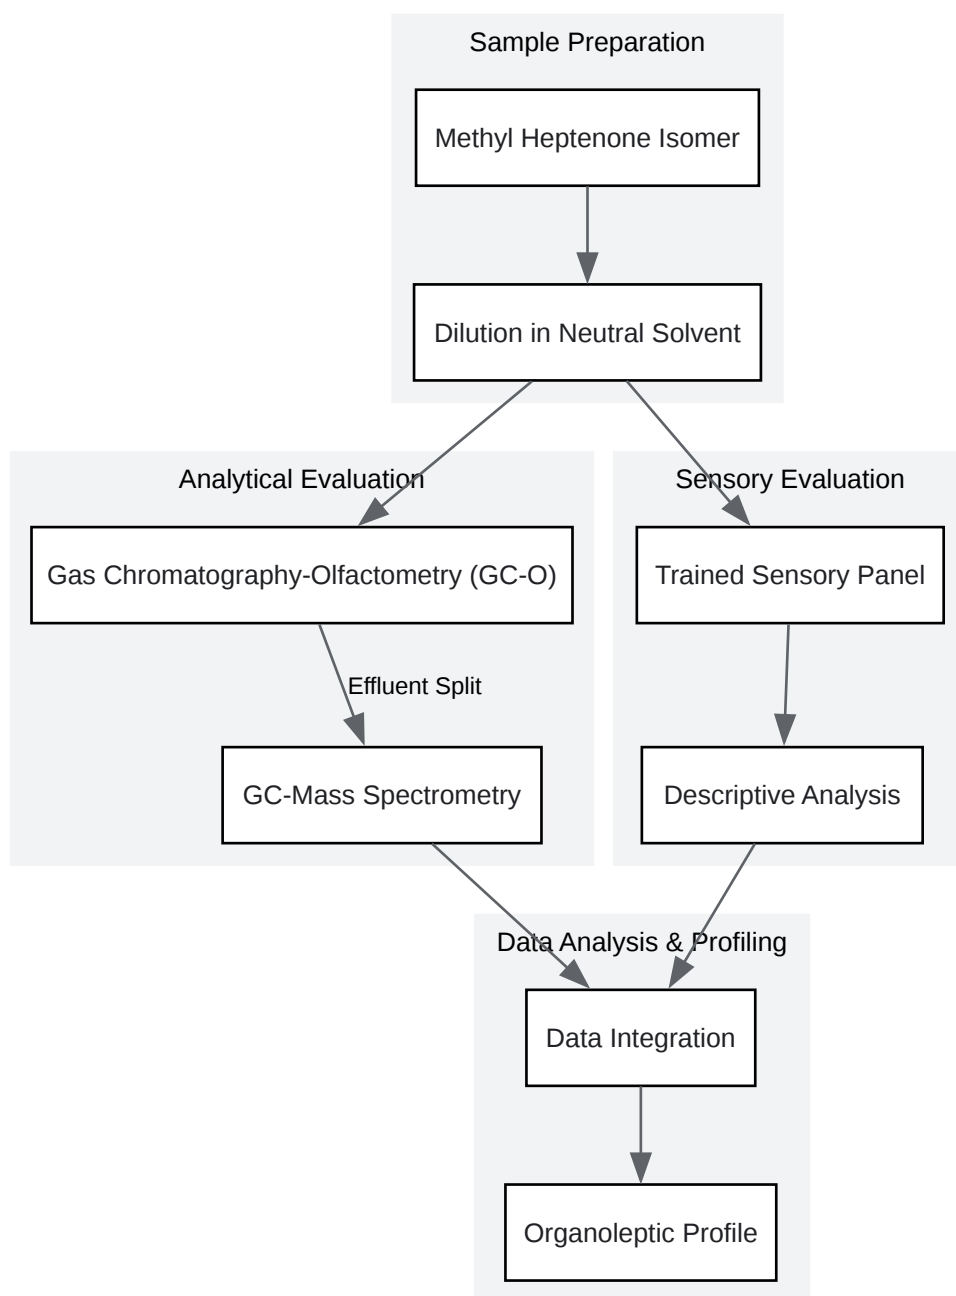 Sample Preparation
Methyl Heptenone Isomer
Dilution in Neutral Solvent
Analytical Evaluation
Sensory Evaluation
Gas Chromatography-Olfactometry (GC-O)
Trained Sensory Panel
Effluent Split
GC-Mass Spectrometry
Descriptive Analysis
Data Analysis & Profiling
Data Integration
Organoleptic Profile